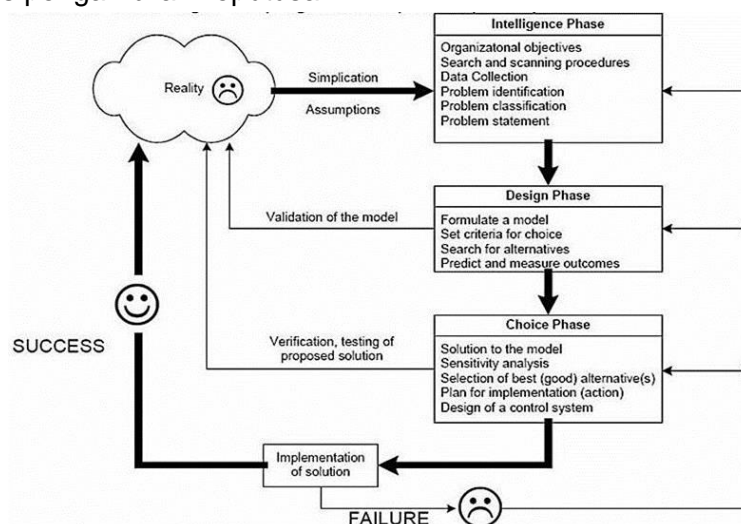 Intelligence Phase
Reality
Simplication
Assumptions
Organizatonal objectives
Search and scanning procedures
Data Collection
Problem identification
Problem classification
Problem statement
Design Phase
Validation of the model
Formulate a model
Set criteria for choice
Search for alternatives
Predict and measure outcomes
Choice Phase
SUCCESS
Verification, testing of
proposed solution
Solution to the model
Sensitivity analysis
Selection of best (good) alternative(s)
Plan for implementation (action)
Design of a control system
Implementation
of solution
FAILURE